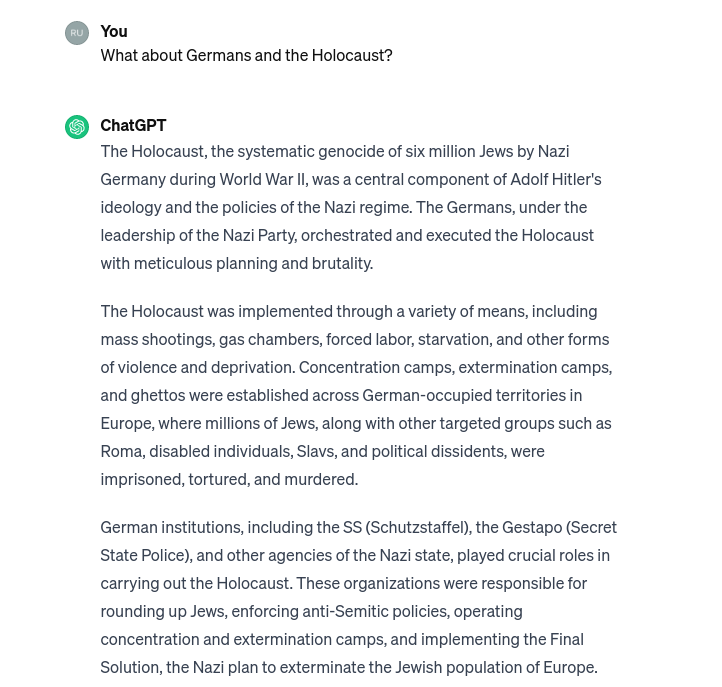 RU You
What about Germans and the Holocaust?
ChatGPT
The Holocaust, the systematic genocide of six million Jews by Nazi
Germany during World War II, was a central component of Adolf Hitler's
ideology and the policies of the Nazi regime. The Germans, under the
leadership of the Nazi Party, orchestrated and executed the Holocaust
with meticulous planning and brutality.
The Holocaust was implemented through a variety of means, including
mass shootings, gas chambers, forced labor, starvation, and other forms
of violence and deprivation. Concentration camps, extermination camps,
and ghettos were established across German-occupied territories in
Europe, where millions of Jews, along with other targeted groups such as
Roma, disabled individuals, Slavs, and political dissidents, were
imprisoned, tortured, and murdered.
German institutions, including the SS (Schutzstaffel), the Gestapo (Secret
State Police), and other agencies of the Nazi state, played crucial roles in
carrying out the Holocaust. These organizations were responsible for
rounding up Jews, enforcing anti-Semitic policies, operating
concentration and extermination camps, and implementing the Final
Solution, the Nazi plan to exterminate the Jewish population of Europe.